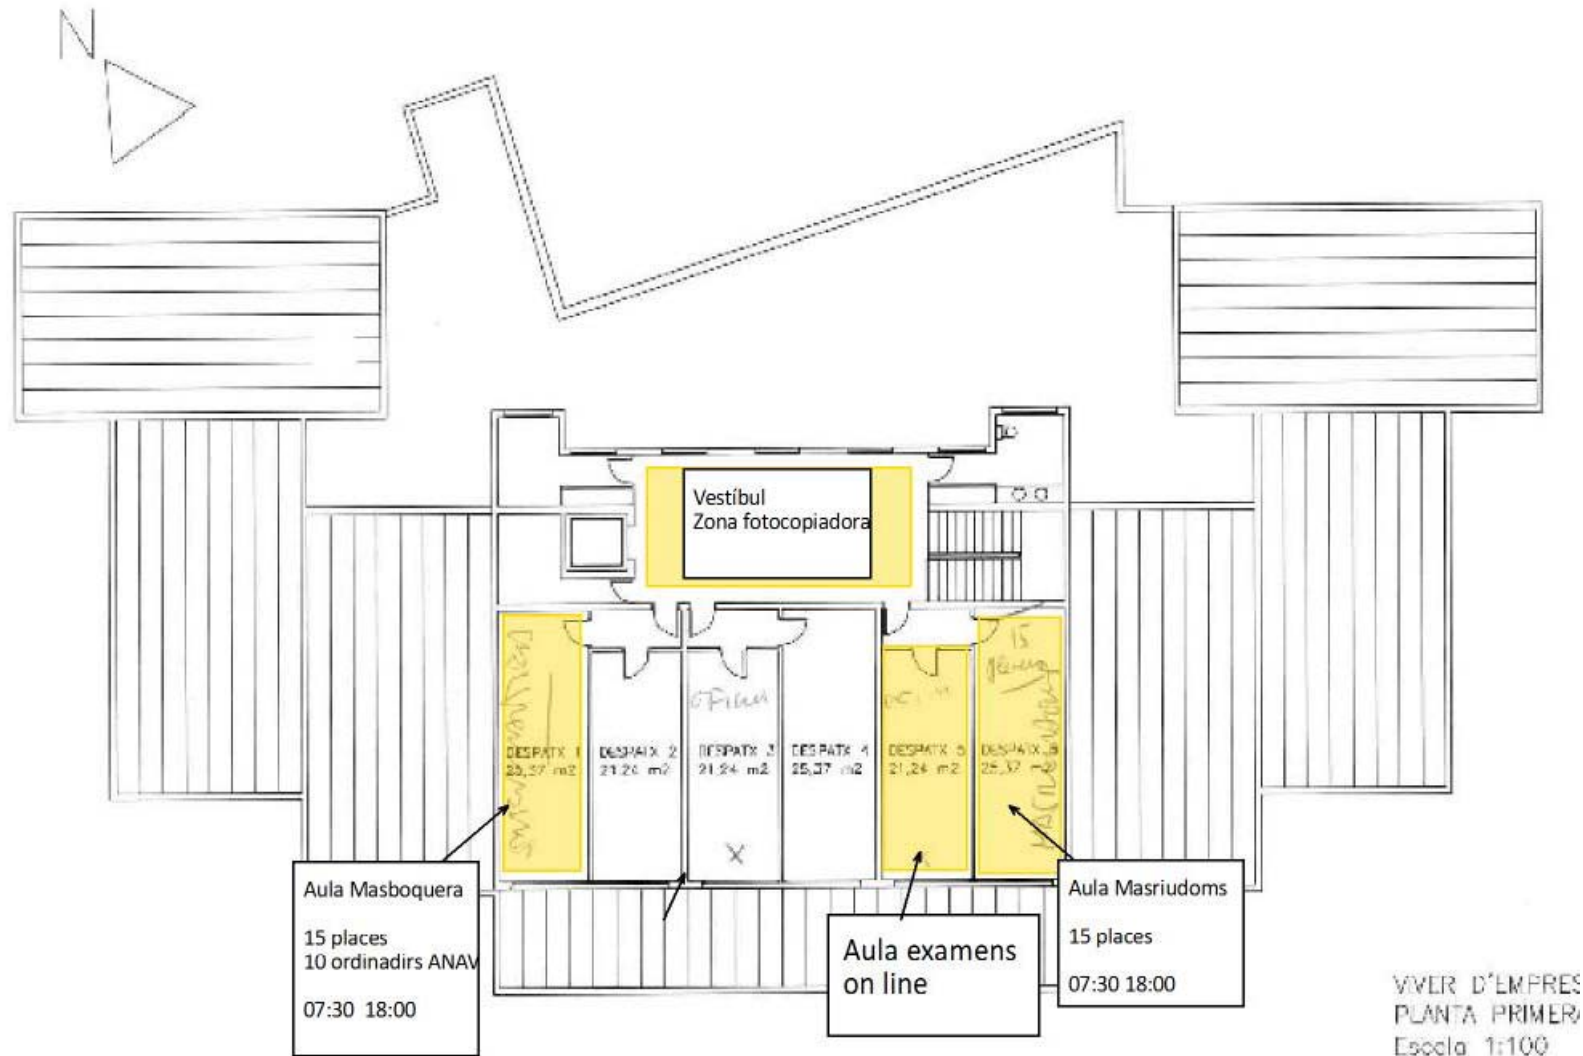 N
Vestíbul
Zona fotocopiadora
15
OFICINA
DESPATX 1
25,37 m2
DESPATX 2
21,24 m2
DESPATX 3
21,24 m2
DESPATX 4
25,37 m2
DESPATX 5
21,24 m2
DESPATX 6
25,37 m2
X
Aula Masboquera
15 places
10 ordinadirs ANAV
07:30 18:00
Aula examens
on line
Aula Masriudoms
15 places
07:30 18:00
VIVER D'EMPRES
PLANTA PRIMERA
Escala 1:100